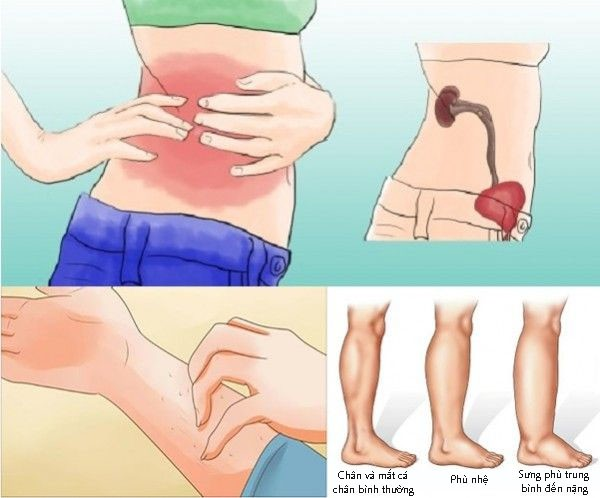 Chân và mắt cá
chân bình thường
Phù nhẹ
Sưng phù trung
bình đến nặng